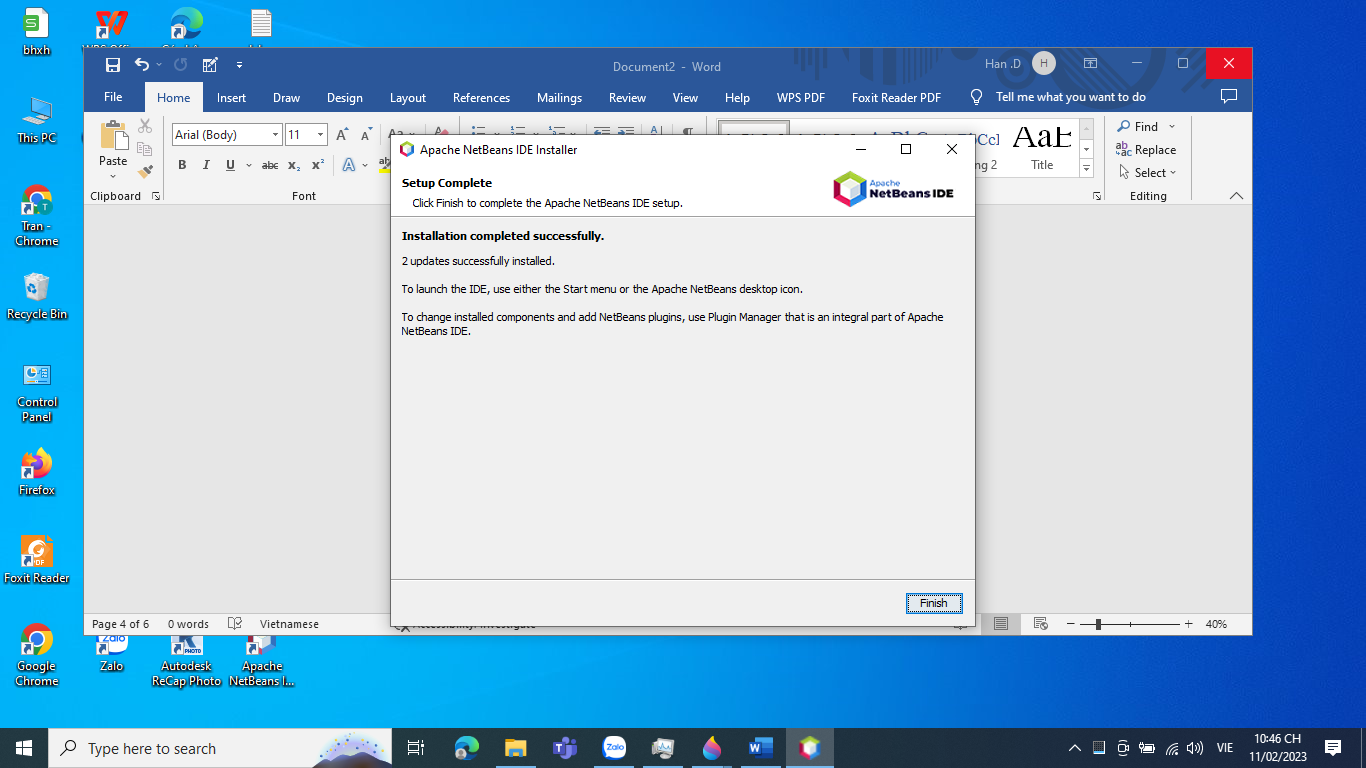 bhxh
This PC
Tran -
Chrome
Recycle Bin
Control
Panel
Firefox
Foxit Reader
Google
Chrome
Zalo
Autodesk
ReCap Photo
Apache
NetBeans I...
Document2 - Word
Han .D
H
File
Home
Insert
Draw
Design
Layout
References
Mailings
Review
View
Help
WPS PDF
Foxit Reader PDF
Tell me what you want to do
Paste
Clipboard
Arial (Body)
11
Font
AaE
Title
Find
Replace
Select
Editing
Apache NetBeans IDE Installer
Setup Complete
Click Finish to complete the Apache NetBeans IDE setup.
Apache
NetBeans IDE
Installation completed successfully.
2 updates successfully installed.
To launch the IDE, use either the Start menu or the Apache NetBeans desktop icon.
To change installed components and add NetBeans plugins, use Plugin Manager that is an integral part of Apache
NetBeans IDE.
Finish
Page 4 of 6
0 words
Vietnamese
40%
Type here to search
Zalo
VIE
10:46 CH
11/02/2023